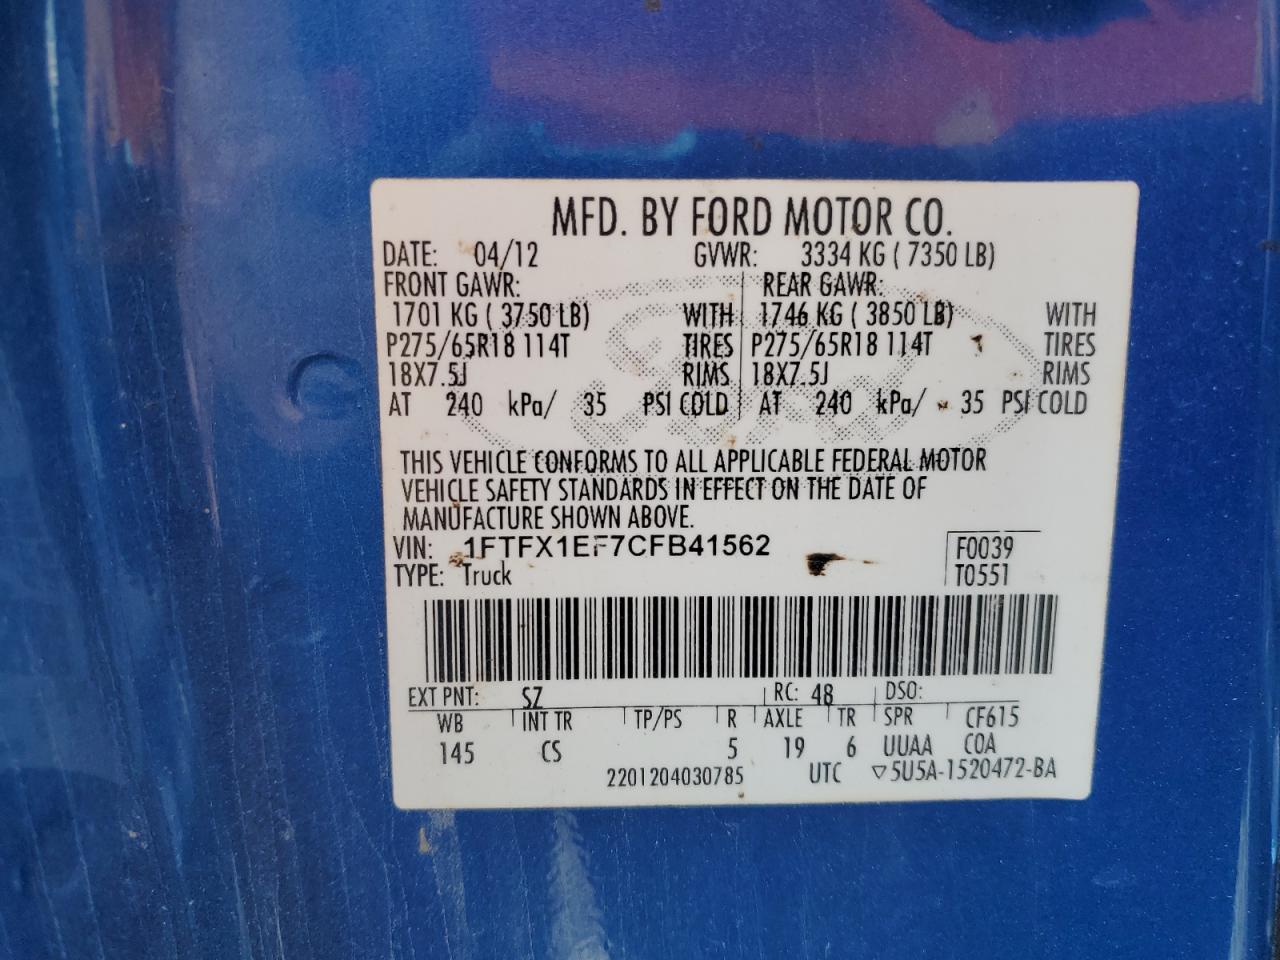 MFD. BY FORD MOTOR CO.
DATE: 04/12 GVWR: 3334 KG ( 7350 LB)
FRONT GAWR: REAR GAWR:
1701 KG ( 3750 LB) WITH 1746 KG ( 3850 LB) WITH
P275/65R18 114T TIRES P275/65R18 114T TIRES
18X7.5J RIMS 18X7.5J RIMS
AT 240 kPa/ 35 PSI COLD AT 240 kPa/ 35 PSI COLD
THIS VEHICLE CONFORMS TO ALL APPLICABLE FEDERAL MOTOR
VEHICLE SAFETY STANDARDS IN EFFECT ON THE DATE OF
MANUFACTURE SHOWN ABOVE.
VIN: 1FTFX1EF7CFB41562 F0039
TYPE: Truck T0551
EXT PNT: SZ RC: 48 DSO:
WB INT TR TP/PS R AXLE TR SPR CF615
145 CS 5 19 6 UUAA COA
2201204030785 UTC ▽5U5A-1520472-BA
Ford